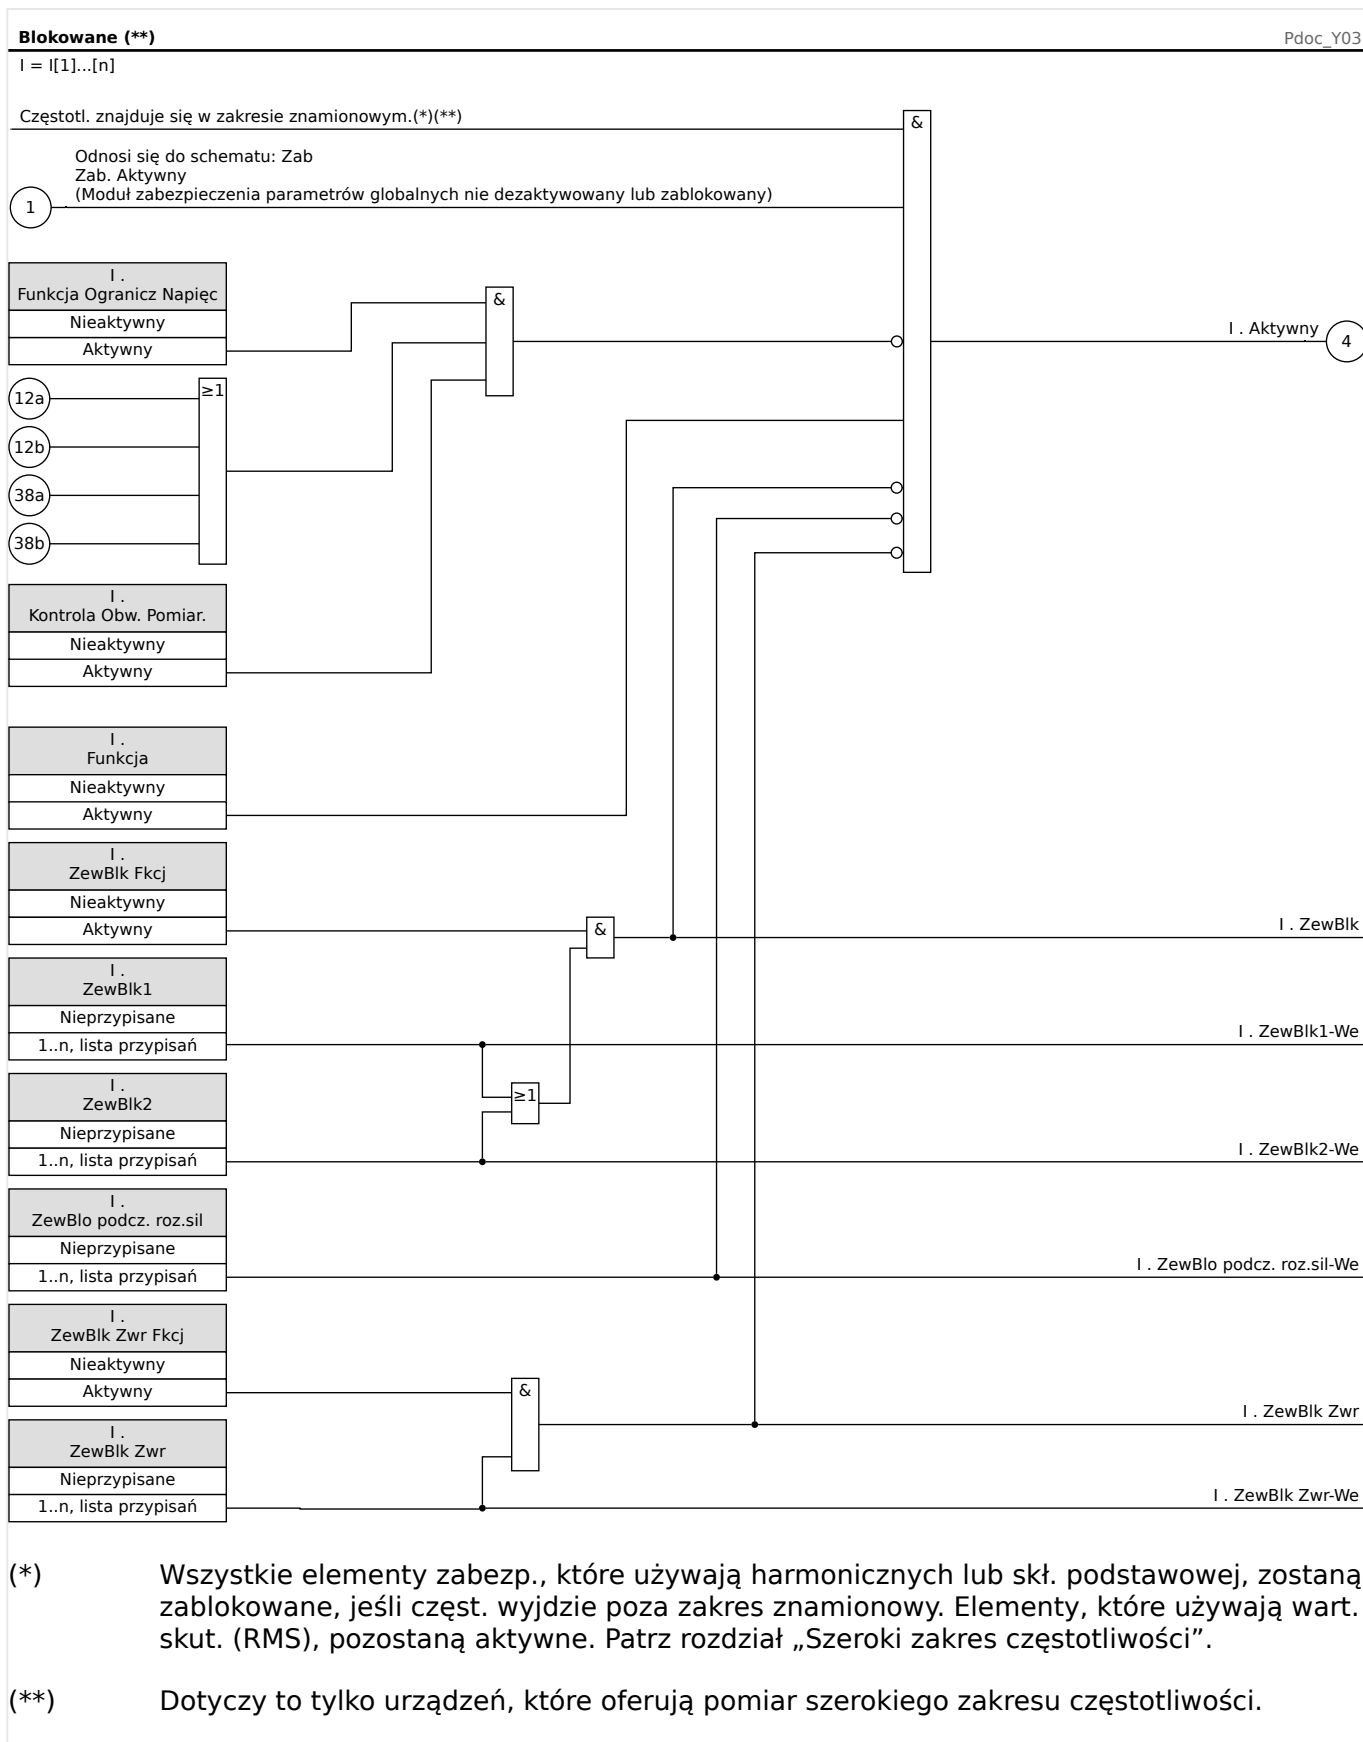 Blokowane (**)
Pdoc_Y03
I = I[1]...[n]
Częstotl. znajduje się w zakresie znamionowym.(*)(**)
&
Odnosi się do schematu: Zab
Zab. Aktywny
(Moduł zabezpieczenia parametrów globalnych nie dezaktywowany lub zablokowany)
1
I .
Funkcja Ogranicz Napięc
Nieaktywny
Aktywny
&
I . Aktywny
4
12a
≥1
12b
38a
38b
I .
Kontrola Obw. Pomiar.
Nieaktywny
Aktywny
I .
Funkcja
Nieaktywny
Aktywny
I .
ZewBlk Fkcj
Nieaktywny
Aktywny
&
I . ZewBlk
I .
ZewBlk1
Nieprzypisane
1..n, lista przypisań
I . ZewBlk1-We
I .
ZewBlk2
≥1
Nieprzypisane
1..n, lista przypisań
I . ZewBlk2-We
I .
ZewBlo podcz. roz.sil
Nieprzypisane
1..n, lista przypisań
I . ZewBlo podcz. roz.sil-We
I .
ZewBlk Zwr Fkcj
Nieaktywny
Aktywny
&
I . ZewBlk Zwr
I .
ZewBlk Zwr
Nieprzypisane
1..n, lista przypisań
I . ZewBlk Zwr-We
(*) Wszystkie elementy zabezp., które używają harmonicznych lub skł. podstawowej, zostaną
zablokowane, jeśli częst. wyjdzie poza zakres znamionowy. Elementy, które używają wart.
skut. (RMS), pozostaną aktywne. Patrz rozdział „Szeroki zakres częstotliwości”.
(**) Dotyczy to tylko urządzeń, które oferują pomiar szerokiego zakresu częstotliwości.